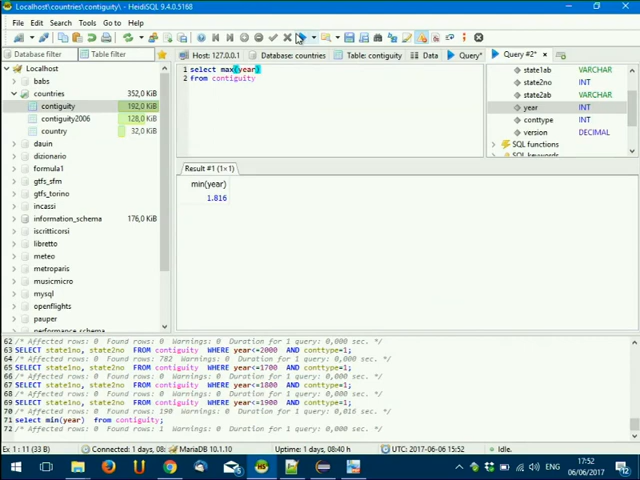 Localhost\countries\contiguity\ - HeidiSQL 9.4.0.5168
File Search Tools Go to Help
Database filter Table filter
Host: 127.0.0.1 Database: countries Table: contiguity Data Query* Query #2*
Localhost
babs
countries 352,0 KiB
contiguity 192,0 KiB
contiguity2006 128,0 KiB
country 32,0 KiB
dauin
dizionario
formula1
gtfs_sfm
gtfs_torino
incassi
information_schema 176,0 KiB
iscritticorsi
libretto
meteo
metroparis
mysql
openflights
pauper
performance_schema
select max(year)
from contiguity
state1ab VARCHAR
state2no INT
state2ab VARCHAR
year INT
conttype INT
version DECIMAL
SQL functions
SQL keywords
Result #1 (1×1)
min(year)
1.816
62 /* Affected rows: 0 Found rows: 0 Warnings: 0 Duration for 1 query: 0,000 sec. */
63 SELECT state1no, state2no FROM contiguity WHERE year<=2000 AND conttype=1;
64 /* Affected rows: 0 Found rows: 782 Warnings: 0 Duration for 1 query: 0,000 sec. */
65 SELECT state1no, state2no FROM contiguity WHERE year<=1700 AND conttype=1;
66 /* Affected rows: 0 Found rows: 0 Warnings: 0 Duration for 1 query: 0,000 sec. */
67 SELECT state1no, state2no FROM contiguity WHERE year<=1800 AND conttype=1;
68 /* Affected rows: 0 Found rows: 0 Warnings: 0 Duration for 1 query: 0,000 sec. */
69 SELECT state1no, state2no FROM contiguity WHERE year<=1900 AND conttype=1;
70 /* Affected rows: 0 Found rows: 190 Warnings: 0 Duration for 1 query: 0,016 sec. */
71 select min(year) from contiguity;
72 /* Affected rows: 0 Found rows: 1 Warnings: 0 Duration for 1 query: 0,000 sec. */
Ex 1 : 11 (33 B) Connected: 1 days, 08: MariaDB 10.1.10 Uptime: 1 days, 08:40 h UTC: 2017-06-06 15:52 Idle.
17:52
06/06/2017